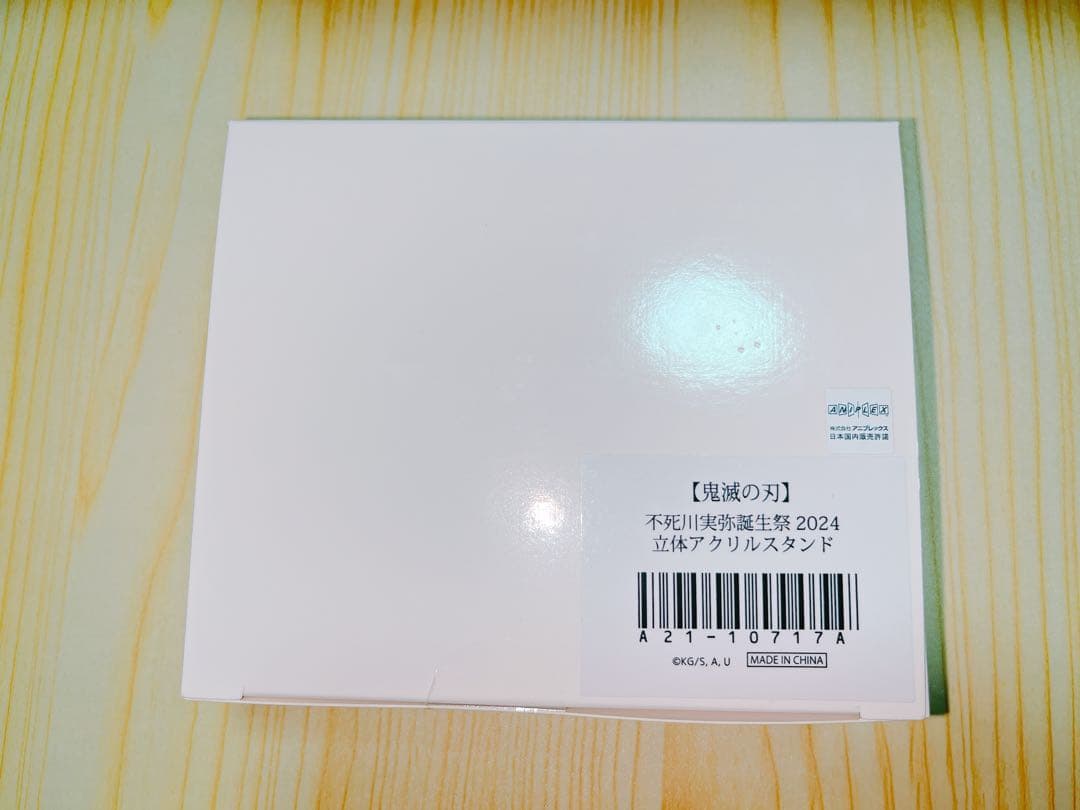 ANIPLEX
株式会社アニプレックス
日本国内販売許諾
【鬼滅の刃】
不死川実弥誕生祭 2024
立体アクリルスタンド
A21-10717A
©KG/S, A, U
MADE IN CHINA